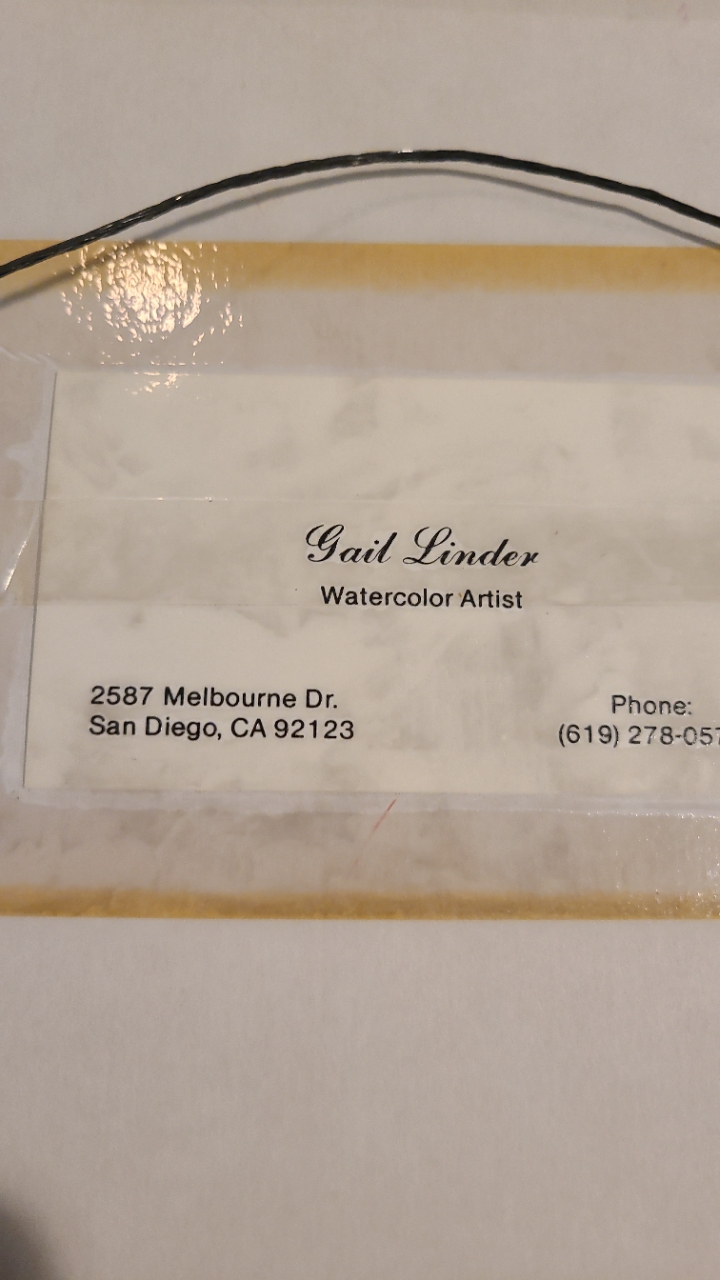 Gail Linder
Watercolor Artist
2587 Melbourne Dr.
San Diego, CA 92123
Phone:
(619) 278-057